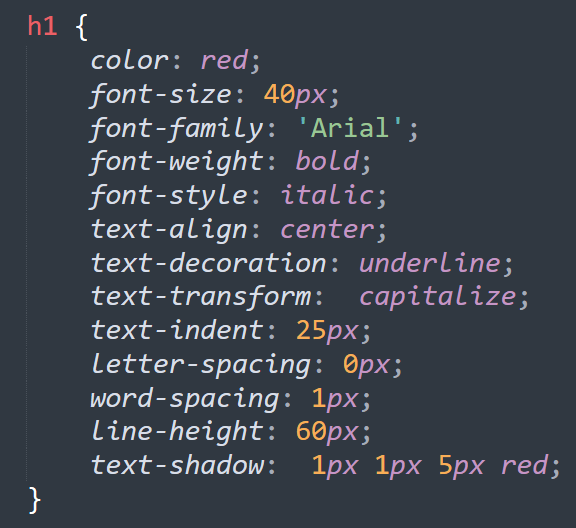 h1 {
    color: red;
    font-size: 40px;
    font-family: 'Arial';
    font-weight: bold;
    font-style: italic;
    text-align: center;
    text-decoration: underline;
    text-transform:  capitalize;
    text-indent: 25px;
    letter-spacing: 0px;
    word-spacing: 1px;
    line-height: 60px;
    text-shadow:  1px 1px 5px red;
}